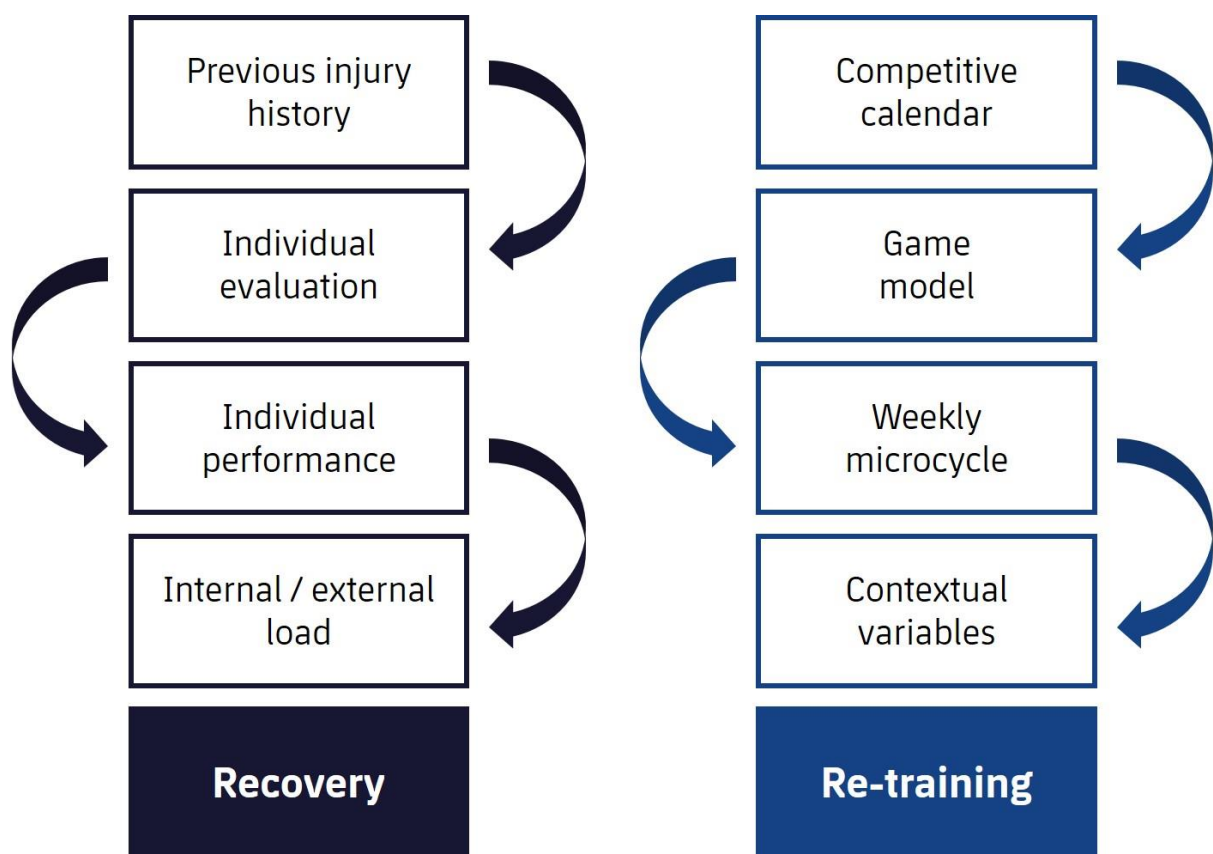 Previous injury
history
Individual
evaluation
Individual
performance
Internal / external
load
Recovery
Competitive
calendar
Game
model
Weekly
microcycle
Contextual
variables
Re-training